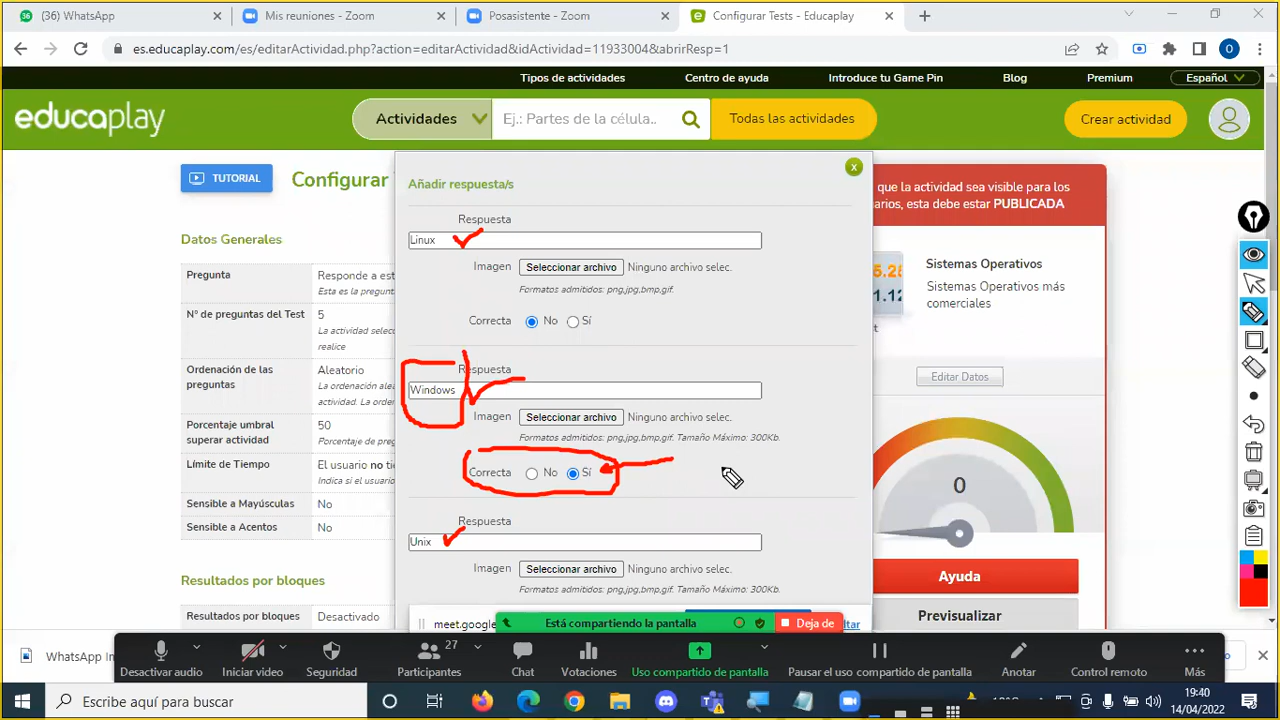 (36) WhatsApp
Mis reuniones - Zoom
Posasistente - Zoom
Configurar Tests - Educaplay
es.educaplay.com/es/editarActividad.php?action=editarActividad&idActividad=11933004&abrirResp=1
Tipos de actividades
Centro de ayuda
Introduce tu Game Pin
Blog
Premium
Español
educaplay
Actividades
Ej.: Partes de la célula..
Todas las actividades
Crear actividad
TUTORIAL
Configurar
Datos Generales
Pregunta
Responde a est
Esta es la pregunt
N° de preguntas del Test
5
La actividad selecu
realice
Ordenación de las
preguntas
Aleatorio
La ordenación alea
actividad. La orde
Porcentaje umbral
superar actividad
50
Porcentaje de preg
Límite de Tiempo
El usuario no tie
Indica si el usuario
Sensible a Mayúsculas
No
Sensible a Acentos
No
Resultados por bloques
Resultados por bloques
Desactivado
Añadir respuesta/s
Respuesta
Linux
Imagen
Seleccionar archivo
Ninguno archivo selec.
Formatos admitidos: png,jpg,bmp,gif.
Correcta
No
Sí
Respuesta
Windows
Imagen
Seleccionar archivo
Ninguno archivo selec.
Formatos admitidos: png,jpg,bmp,gif. Tamaño Máximo: 300Kb.
Correcta
No
Sí
Respuesta
Unix
Imagen
Seleccionar archivo
Ninguno archivo selec.
Formatos admitidos: png,jpg,bmp,gif. Tamaño Máximo: 300Kb.
que la actividad sea visible para los
arios, esta debe estar PUBLICADA
Sistemas Operativos
Sistemas Operativos más
comerciales
Editar Datos
0
Ayuda
Previsualizar
meet.google
Está compartiendo la pantalla
Deja de
ltar
WhatsApp Im
27
Desactivar audio
Iniciar video
Seguridad
Participantes
Chat
Votaciones
Uso compartido de pantalla
Pausar el uso compartido de pantalla
Anotar
Control remoto
Más
Escribe aquí para buscar
19:40
14/04/2022